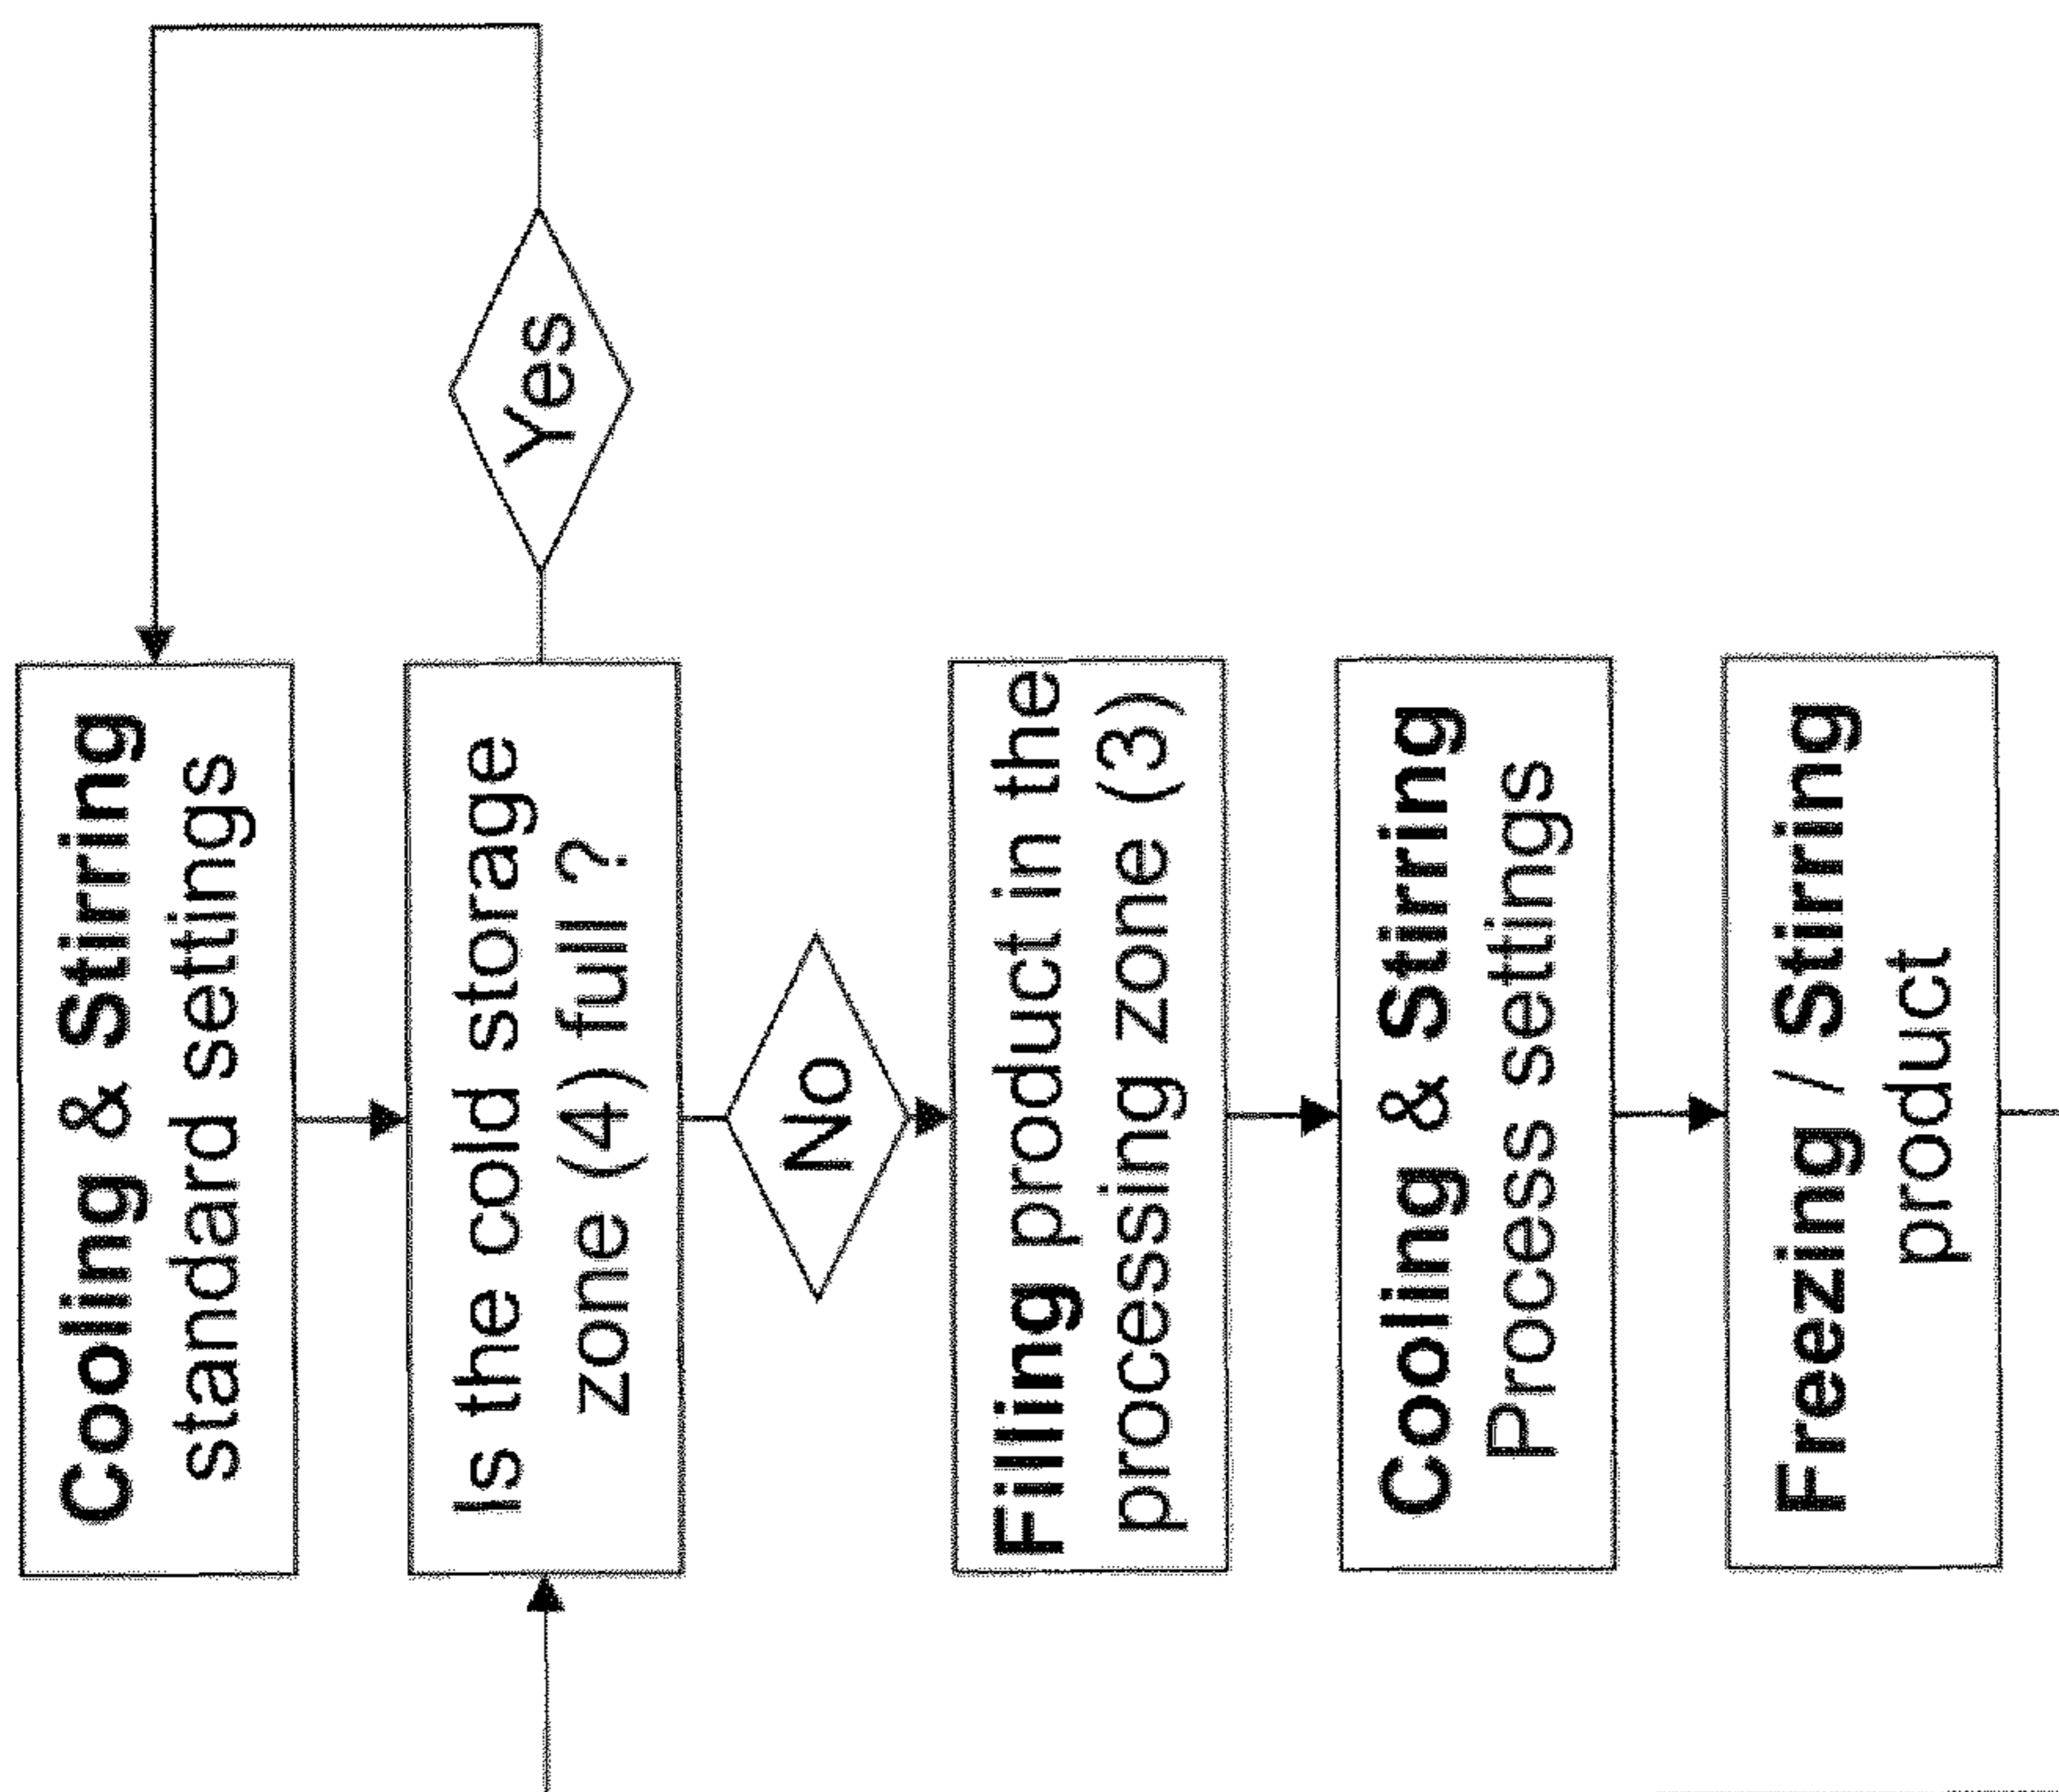 Cooling & Stirring
standard settings
Is the cold storage
zone (4) full ?
Yes
No
Filling product in the
processing zone (3)
Cooling & Stirring
Process settings
Freezing / Stirring
product